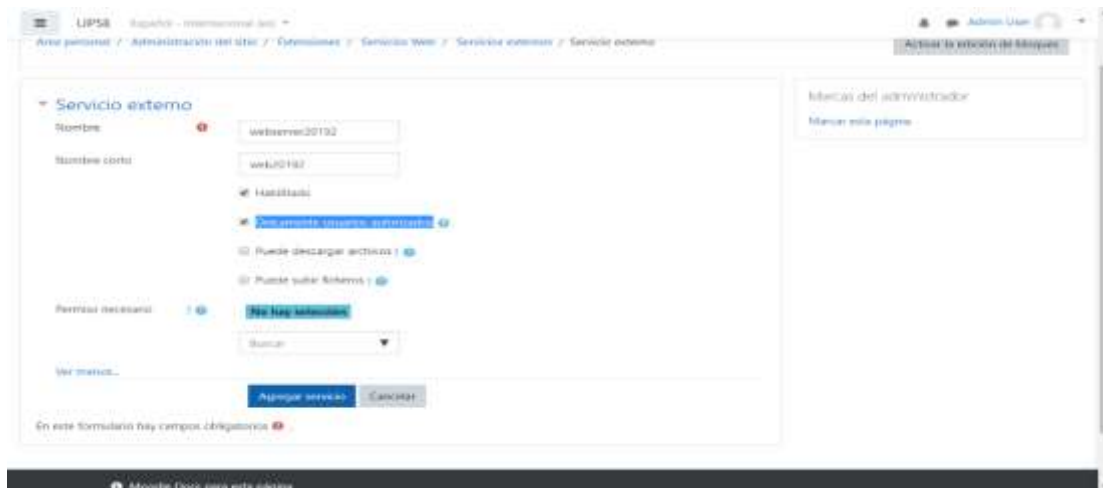 UPSB Español - Internacional (es)
Admin User
Área personal / Administración del sitio / Extensiones / Servicios Web / Servicios externos / Servicio externo
Activar la edición de bloques
Servicio externo
Nombre
webserver20192
Nombre corto
web20192
Habilitado
Únicamente usuarios autorizados
Puede descargar archivos
Puede subir ficheros
Permiso necesario
No hay selección
Buscar
Ver menos...
Agregar servicio Cancelar
En este formulario hay campos obligatorios
Marcas del administrador
Marcar esta página
Moodle Docs para esta página